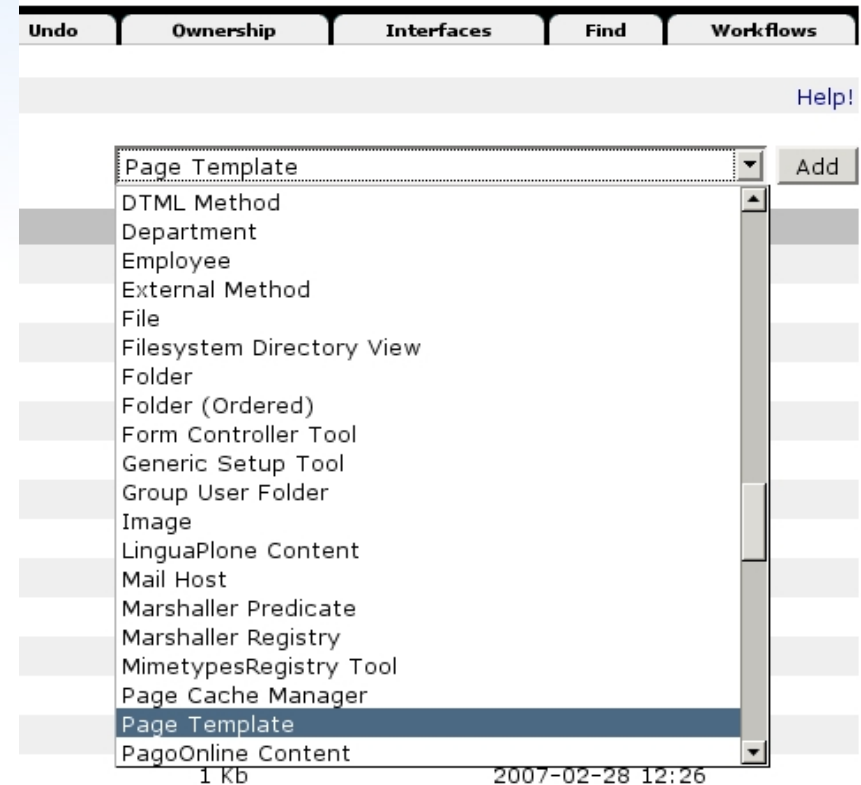 Undo Ownership Interfaces Find Workflows
Help!
Page Template Add
DTML Method
Department
Employee
External Method
File
Filesystem Directory View
Folder
Folder (Ordered)
Form Controller Tool
Generic Setup Tool
Group User Folder
Image
LinguaPlone Content
Mail Host
Marshaller Predicate
Marshaller Registry
MimetypesRegistry Tool
Page Cache Manager
Page Template
PagoOnline Content
1 Kb 2007-02-28 12:26